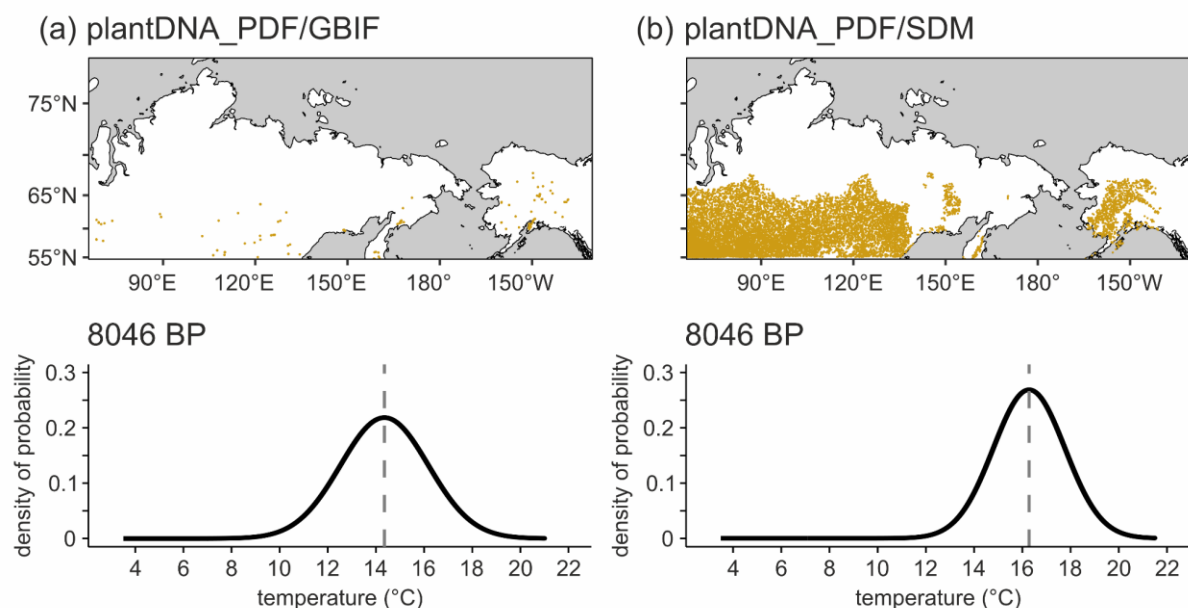 (a) plantDNA_PDF/GBIF
(b) plantDNA_PDF/SDM
75°N
65°N
55°N
90°E 120°E 150°E 180° 150°W
90°E 120°E 150°E 180° 150°W
8046 BP
density of probability
0.3
0.2
0.1
0
4 6 8 10 12 14 16 18 20 22
temperature (°C)
8046 BP
density of probability
0.3
0.2
0.1
0
4 6 8 10 12 14 16 18 20 22
temperature (°C)